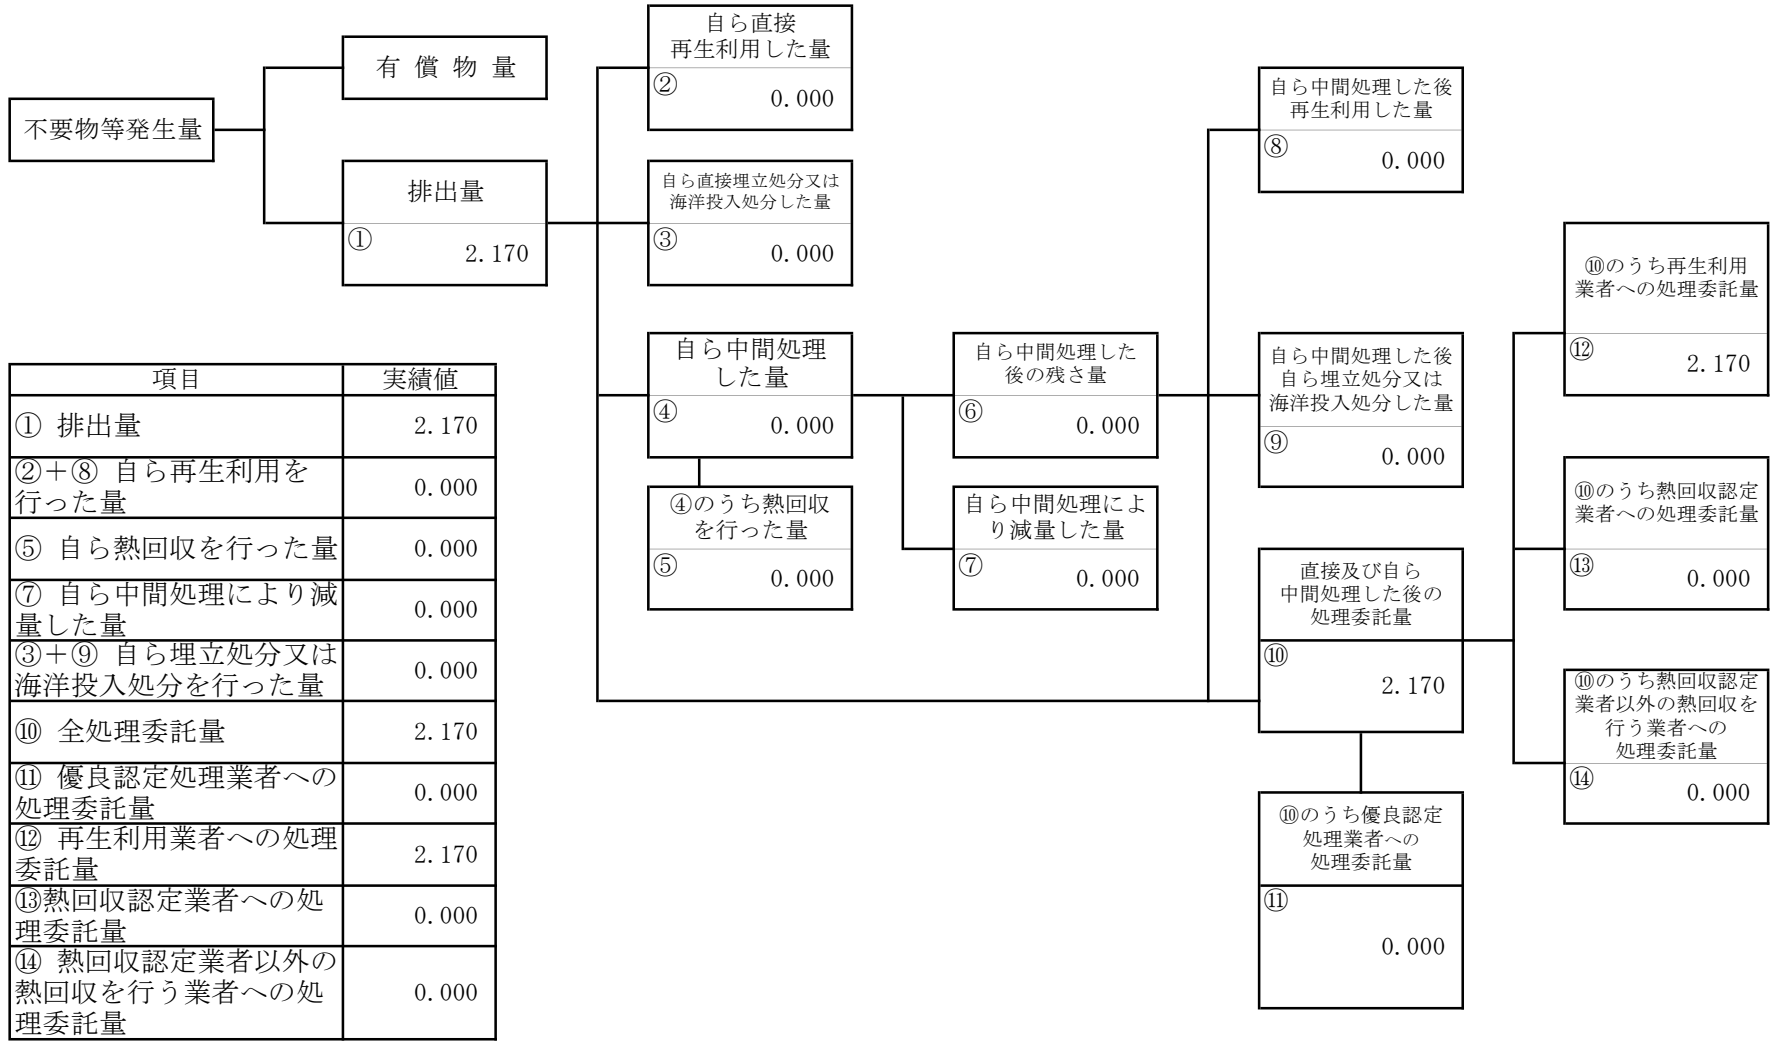 不要物等発生量
有 償 物 量
排出量
①
2.170
自ら直接
再生利用した量
②
0.000
自ら直接埋立処分又は
海洋投入処分した量
③
0.000
自ら中間処理
した量
④
0.000
④のうち熱回収
を行った量
⑤
0.000
自ら中間処理した
後の残さ量
⑥
0.000
自ら中間処理によ
り減量した量
⑦
0.000
自ら中間処理した後
再生利用した量
⑧
0.000
自ら中間処理した後
自ら埋立処分又は
海洋投入処分した量
⑨
0.000
直接及び自ら
中間処理した後の
処理委託量
⑩
2.170
⑩のうち優良認定
処理業者への
処理委託量
⑪
0.000
⑩のうち再生利用
業者への処理委託量
⑫
2.170
⑩のうち熱回収認定
業者への処理委託量
⑬
0.000
⑩のうち熱回収認定
業者以外の熱回収を
行う業者への
処理委託量
⑭
0.000
項目 実績値
① 排出量 2.170
②＋⑧ 自ら再生利用を
行った量 0.000
⑤ 自ら熱回収を行った量 0.000
⑦ 自ら中間処理により減
量した量 0.000
③＋⑨ 自ら埋立処分又は
海洋投入処分を行った量 0.000
⑩ 全処理委託量 2.170
⑪ 優良認定処理業者への
処理委託量 0.000
⑫ 再生利用業者への処理
委託量 2.170
⑬熱回収認定業者への処
理委託量 0.000
⑭ 熱回収認定業者以外の
熱回収を行う業者への処 0.000
理委託量